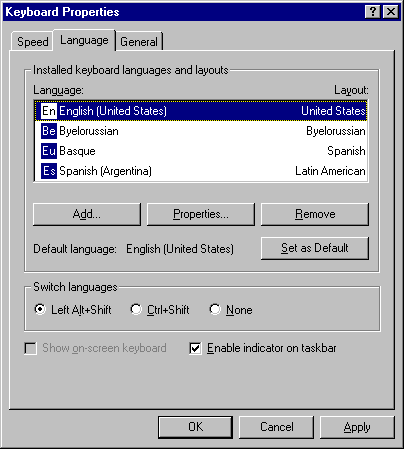 Keyboard Properties
Speed Language General
Installed keyboard languages and layouts
Language: Layout:
En English (United States) United States
Be Byelorussian Byelorussian
Eu Basque Spanish
Es Spanish (Argentina) Latin American
Add... Properties... Remove
Default language: English (United States) Set as Default
Switch languages
Left Alt+Shift Ctrl+Shift None
Show on-screen keyboard Enable indicator on taskbar
OK Cancel Apply